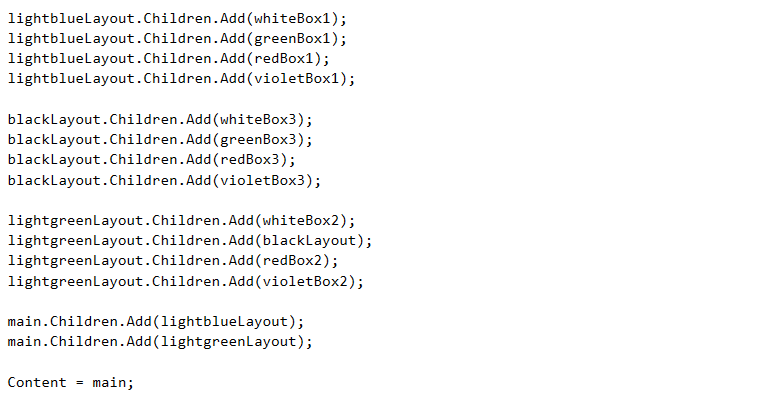 lightblueLayout.Children.Add(whiteBox1);
lightblueLayout.Children.Add(greenBox1);
lightblueLayout.Children.Add(redBox1);
lightblueLayout.Children.Add(violetBox1);
blackLayout.Children.Add(whiteBox3);
blackLayout.Children.Add(greenBox3);
blackLayout.Children.Add(redBox3);
blackLayout.Children.Add(violetBox3);
lightgreenLayout.Children.Add(whiteBox2);
lightgreenLayout.Children.Add(blackLayout);
lightgreenLayout.Children.Add(redBox2);
lightgreenLayout.Children.Add(violetBox2);
main.Children.Add(lightblueLayout);
main.Children.Add(lightgreenLayout);
Content = main;